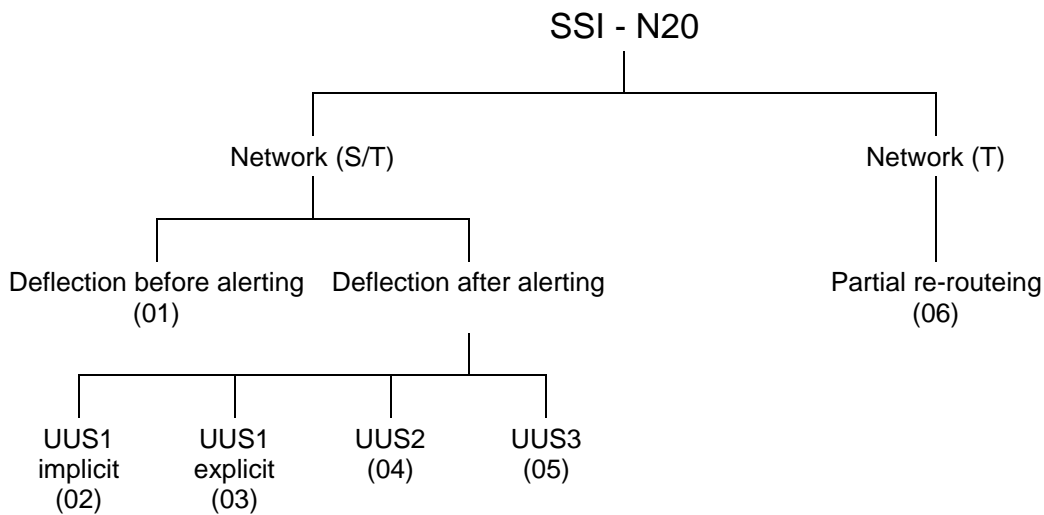 SSI - N20
Network (S/T)
Network (T)
Deflection before alerting
(01)
Deflection after alerting
Partial re-routeing
(06)
UUS1
implicit
(02)
UUS1
explicit
(03)
UUS2
(04)
UUS3
(05)